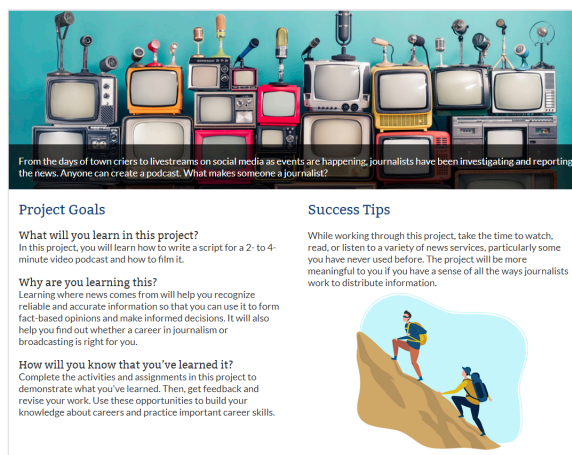 From the days of town criers to livestreams on social media as events are happening, journalists have been investigating and reporting
the news. Anyone can create a podcast. What makes someone a journalist?
Project Goals
What will you learn in this project?
In this project, you will learn how to write a script for a 2- to 4-
minute video podcast and how to film it.
Why are you learning this?
Learning where news comes from will help you recognize
reliable and accurate information so that you can use it to form
fact-based opinions and make informed decisions. It will also
help you find out whether a career in journalism or
broadcasting is right for you.
How will you know that you've learned it?
Complete the activities and assignments in this project to
demonstrate what you've learned. Then, get feedback and
revise your work. Use these opportunities to build your
knowledge about careers and practice important career skills.
Success Tips
While working through this project, take the time to watch,
read, or listen to a variety of news services, particularly some
you have never used before. The project will be more
meaningful to you if you have a sense of all the ways journalists
work to distribute information.